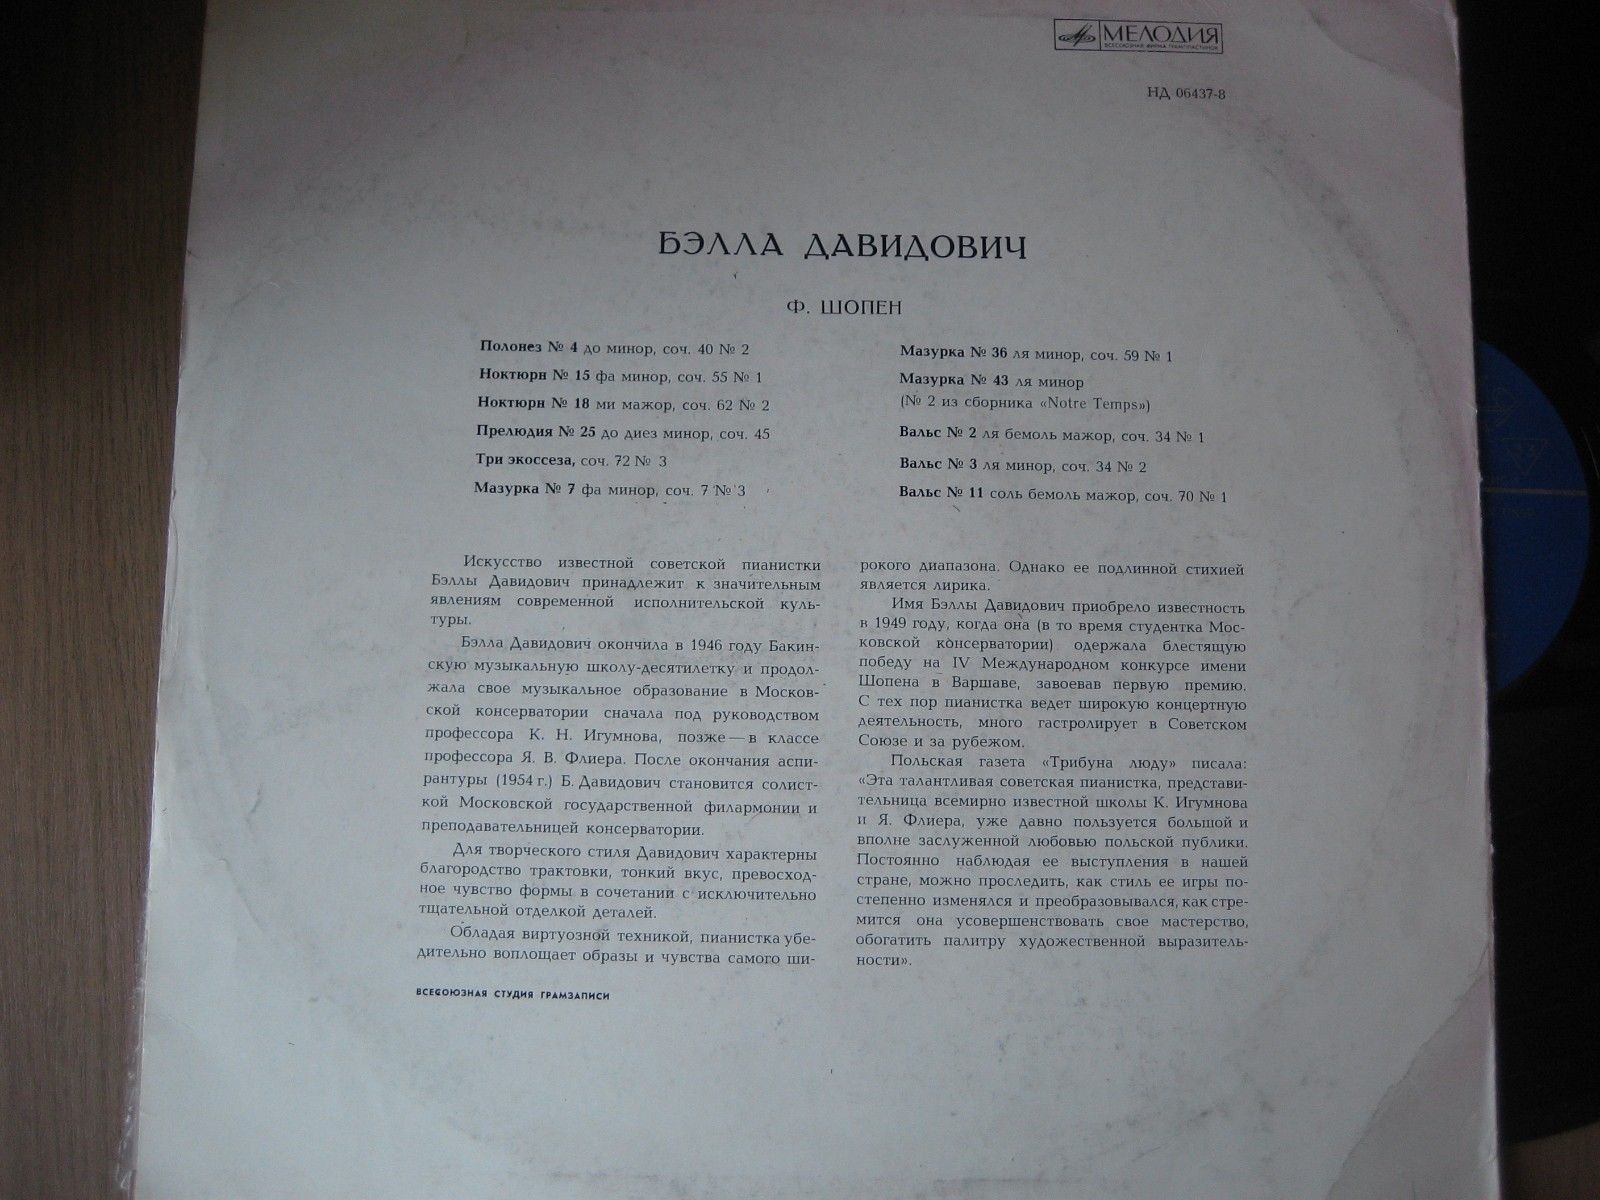 МЕЛОДИЯ
ВСЕСОЮЗНАЯ ФИРМА ГРАМПЛАСТИНОК
НД 06437-8
БЭЛЛА ДАВИДОВИЧ
Ф. ШОПЕН
Полонез № 4 до минор, соч. 40 № 2
Ноктюрн № 15 фа минор, соч. 55 № 1
Ноктюрн № 18 ми мажор, соч. 62 № 2
Прелюдия № 25 до диез минор, соч. 45
Три экоссеза, соч. 72 № 3
Мазурка № 7 фа минор, соч. 7 № 3
Мазурка № 36 ля минор, соч. 59 № 1
Мазурка № 43 ля минор
(№ 2 из сборника «Notre Temps»)
Вальс № 2 ля бемоль мажор, соч. 34 № 1
Вальс № 3 ля минор, соч. 34 № 2
Вальс № 11 соль бемоль мажор, соч. 70 № 1
Искусство известной советской пианистки
Бэллы Давидович принадлежит к значительным
явлениям современной исполнительской куль-
туры.
Бэлла Давидович окончила в 1946 году Бакин-
скую музыкальную школу-десятилетку и продол-
жала свое музыкальное образование в Москов-
ской консерватории сначала под руководством
профессора К. Н. Игумнова, позже — в классе
профессора Я. В. Флиера. После окончания аспи-
рантуры (1954 г.) Б. Давидович становится солист-
кой Московской государственной филармонии и
преподавательницей консерватории.
Для творческого стиля Давидович характерны
благородство трактовки, тонкий вкус, превосход-
ное чувство формы в сочетании с исключительно
тщательной отделкой деталей.
Обладая виртуозной техникой, пианистка убе-
дительно воплощает образы и чувства самого ши-
рокого диапазона. Однако ее подлинной стихией
является лирика.
Имя Бэллы Давидович приобрело известность
в 1949 году, когда она (в то время студентка Мос-
ковской консерватории) одержала блестящую
победу на IV Международном конкурсе имени
Шопена в Варшаве, завоевав первую премию.
С тех пор пианистка ведет широкую концертную
деятельность, много гастролирует в Советском
Союзе и за рубежом.
Польская газета «Трибуна люду» писала:
«Эта талантливая советская пианистка, представи-
тельница всемирно известной школы К. Игумнова
и Я. Флиера, уже давно пользуется большой и
вполне заслуженной любовью польской публики.
Постоянно наблюдая ее выступления в нашей
стране, можно проследить, как стиль ее игры по-
степенно изменялся и преобразовывался, как стре-
мится она усовершенствовать свое мастерство,
обогатить палитру художественной выразитель-
ности».
ВСЕСОЮЗНАЯ СТУДИЯ ГРАМЗАПИСИ